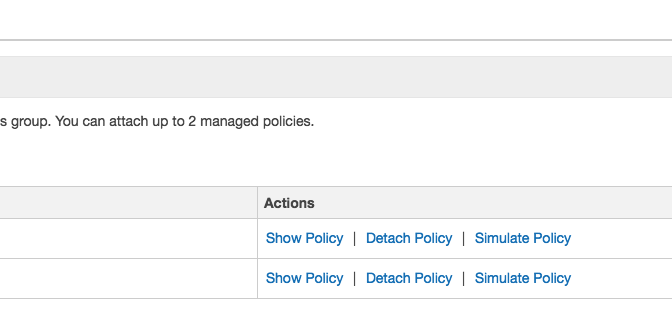 s group. You can attach up to 2 managed policies.
Actions
Show Policy | Detach Policy | Simulate Policy
Show Policy | Detach Policy | Simulate Policy